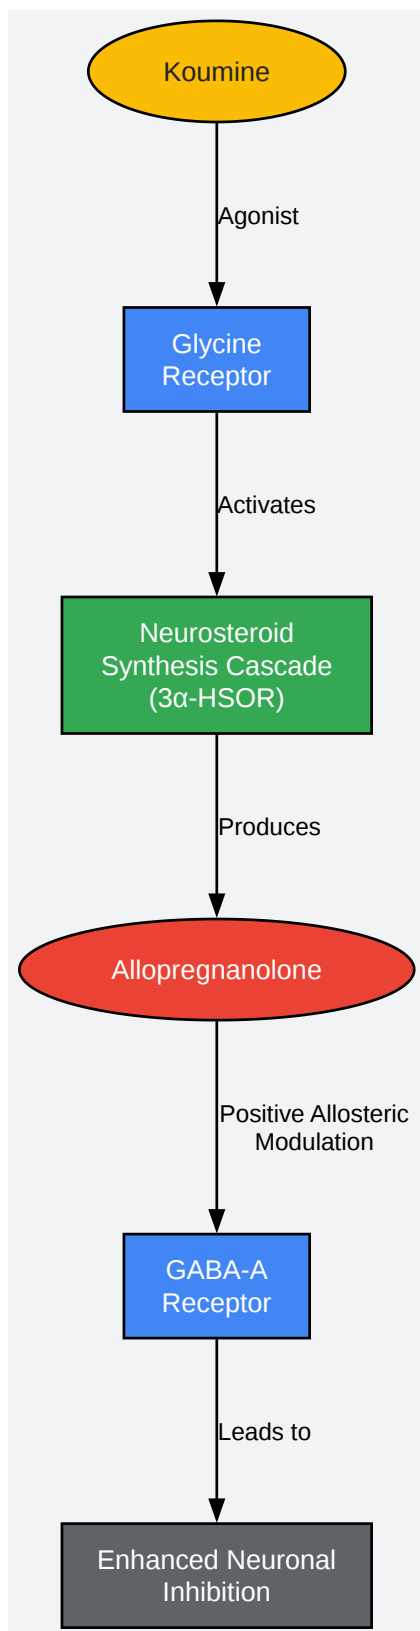 Koumine
Agonist
Glycine
Receptor
Activates
Neurosteroid
Synthesis Cascade
(3α-HSOR)
Produces
Allopregnanolone
Positive Allosteric
Modulation
GABA-A
Receptor
Leads to
Enhanced Neuronal
Inhibition